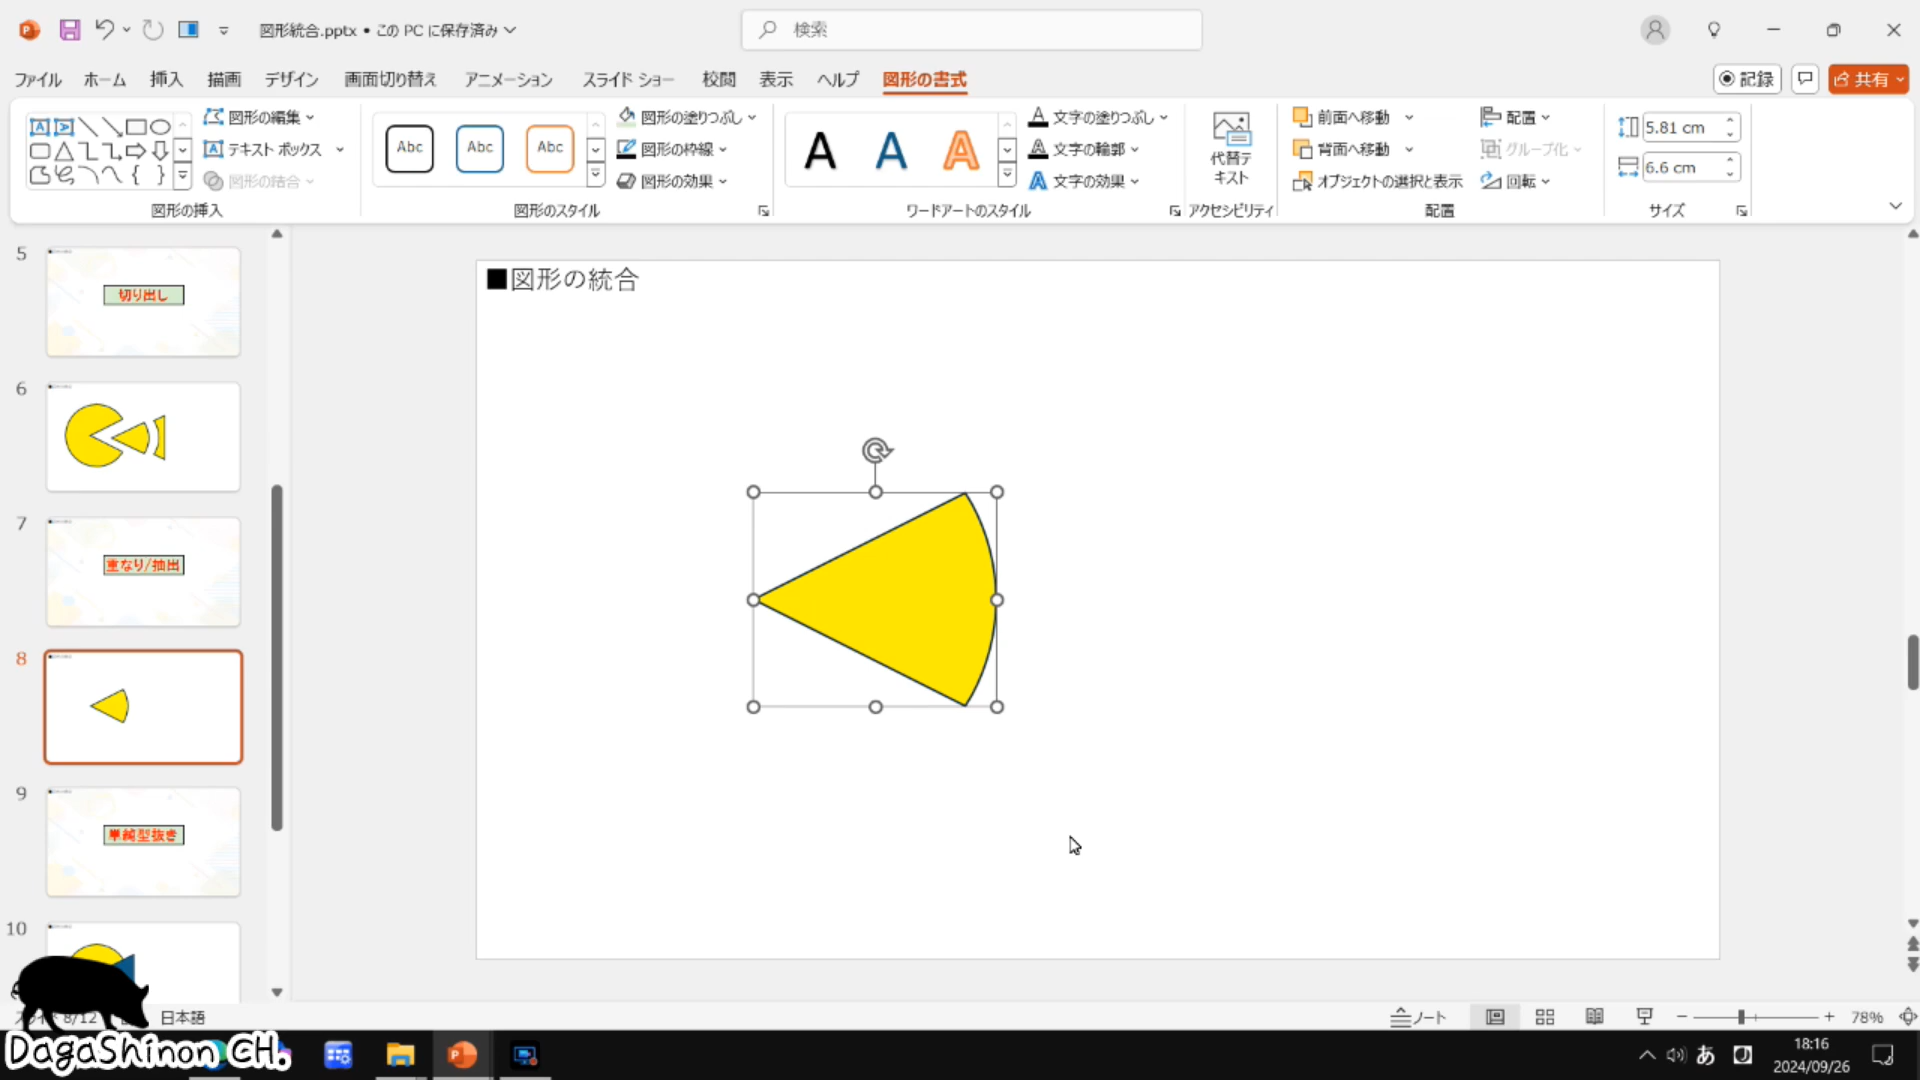 図形統合.pptx • この PC に保存済み
検索
ファイル ホーム 挿入 描画 デザイン 画面切り替え アニメーション スライド ショー 校閲 表示 ヘルプ 図形の書式
記録 共有
図形の編集
テキスト ボックス
図形の結合
図形の挿入
Abc Abc Abc
図形の塗りつぶし
図形の枠線
図形の効果
図形のスタイル
A A A
文字の塗りつぶし
文字の輪郭
文字の効果
ワードアートのスタイル
代替テ
キスト
アクセシビリティ
前面へ移動
背面へ移動
オブジェクトの選択と表示
配置
グループ化
回転
配置
5.81 cm
6.6 cm
サイズ
5
切り出し
6
7
重なり/抽出
8
9
単純型抜き
10
■図形の統合
8/12
日本語
ノート
78%
DagaShinon CH.
あ
18:16
2024/09/26